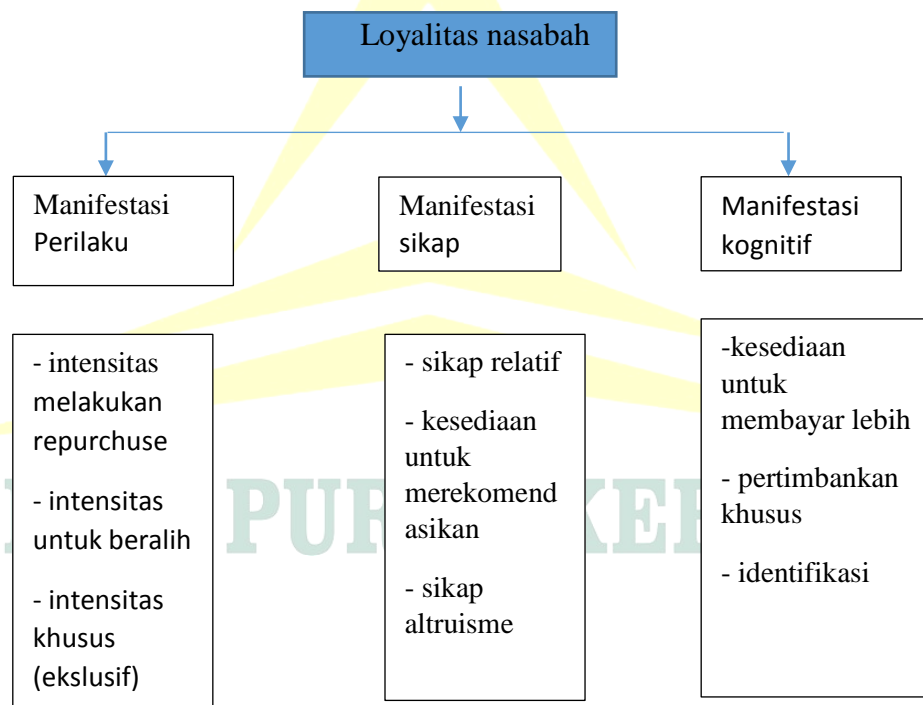 Loyalitas nasabah
Manifestasi
Perilaku
Manifestasi
sikap
Manifestasi
kognitif
- intensitas
melakukan
repurchuse
- intensitas
untuk beralih
- intensitas
khusus
(ekslusif)
- sikap relatif
- kesediaan
untuk
merekomend
asikan
- sikap
altruisme
-kesediaan
untuk
membayar lebih
- pertimbankan
khusus
- identifikasi